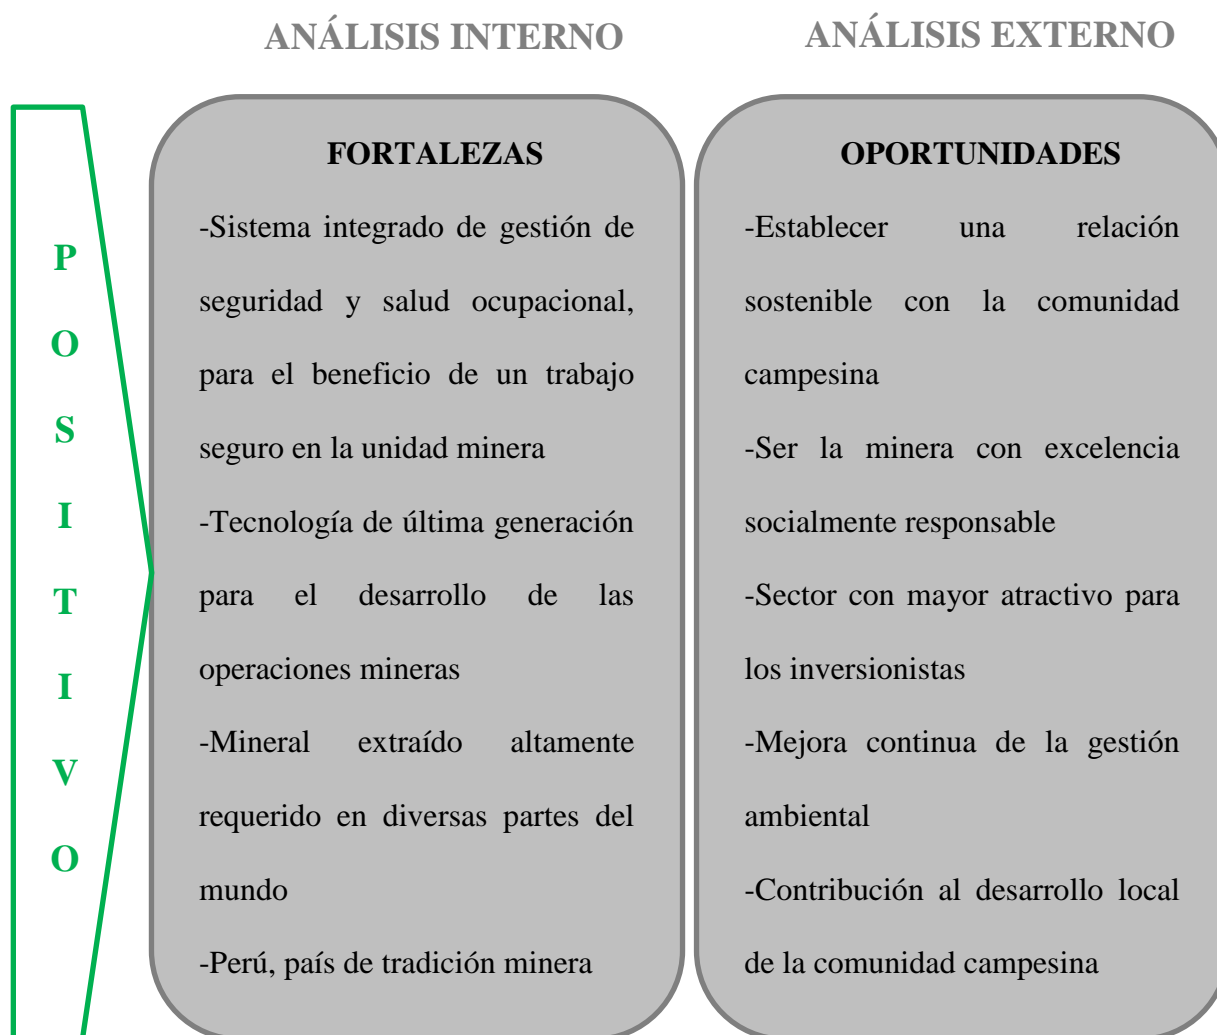 ANÁLISIS INTERNO
ANÁLISIS EXTERNO
P
O
S
I
T
I
V
O
FORTALEZAS
-Sistema integrado de gestión de
seguridad y salud ocupacional,
para el beneficio de un trabajo
seguro en la unidad minera
-Tecnología de última generación
para el desarrollo de las
operaciones mineras
-Mineral extraído altamente
requerido en diversas partes del
mundo
-Perú, país de tradición minera
OPORTUNIDADES
-Establecer una relación
sostenible con la comunidad
campesina
-Ser la minera con excelencia
socialmente responsable
-Sector con mayor atractivo para
los inversionistas
-Mejora continua de la gestión
ambiental
-Contribución al desarrollo local
de la comunidad campesina